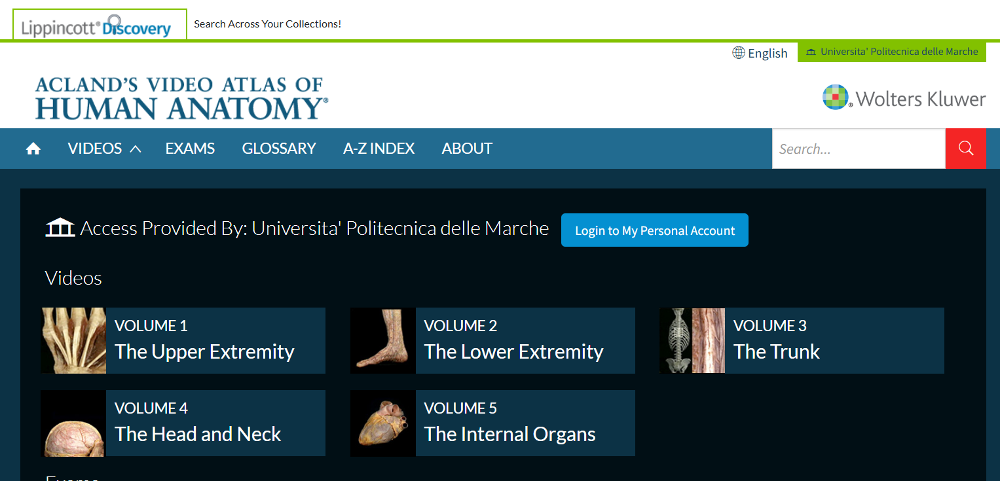 Lippincott® Discovery Search Across Your Collections!
English Universita' Politecnica delle Marche
ACLAND'S VIDEO ATLAS OF
HUMAN ANATOMY®
® Wolters Kluwer
VIDEOS EXAMS GLOSSARY A-Z INDEX ABOUT Search...
Access Provided By: Universita' Politecnica delle Marche Login to My Personal Account
Videos
VOLUME 1
The Upper Extremity
VOLUME 2
The Lower Extremity
VOLUME 3
The Trunk
VOLUME 4
The Head and Neck
VOLUME 5
The Internal Organs